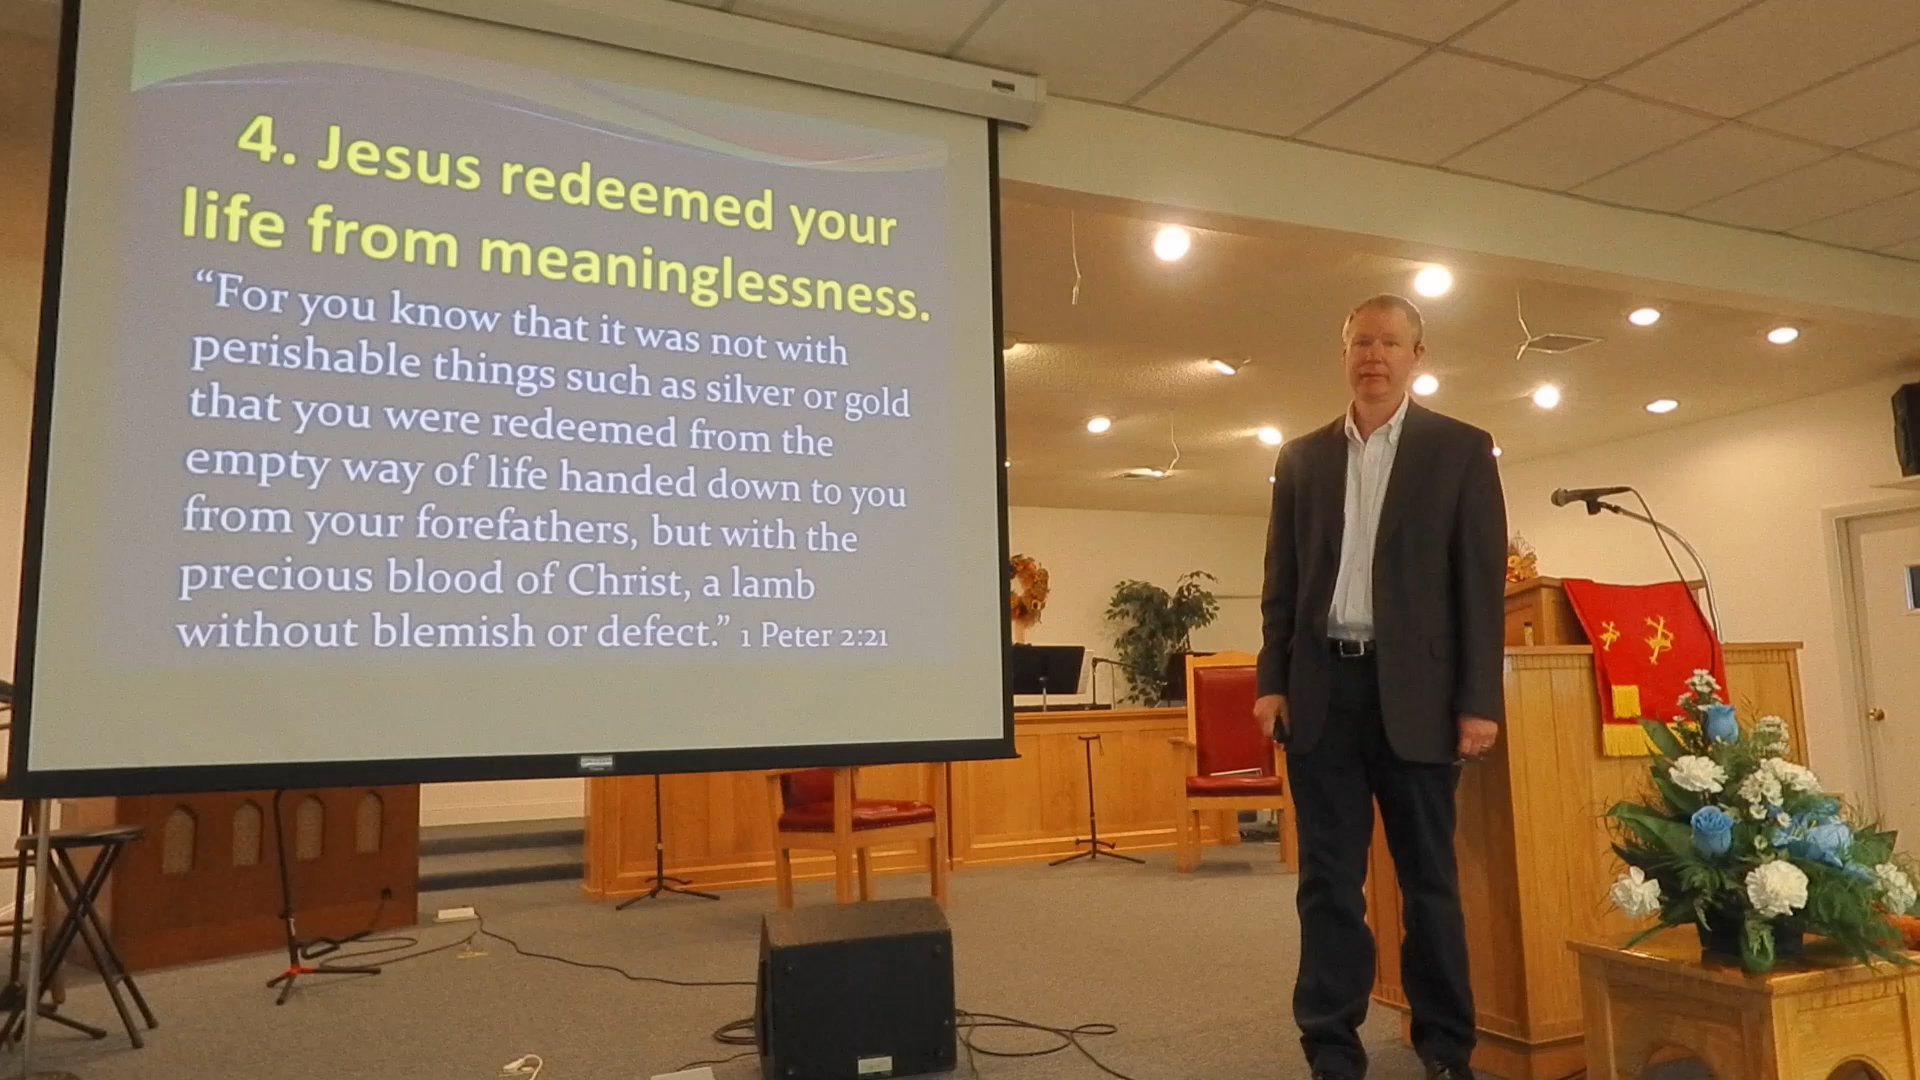 4. Jesus redeemed your
life from meaninglessness.
“For you know that it was not with
perishable things such as silver or gold
that you were redeemed from the
empty way of life handed down to you
from your forefathers, but with the
precious blood of Christ, a lamb
without blemish or defect.” 1 Peter 2:21